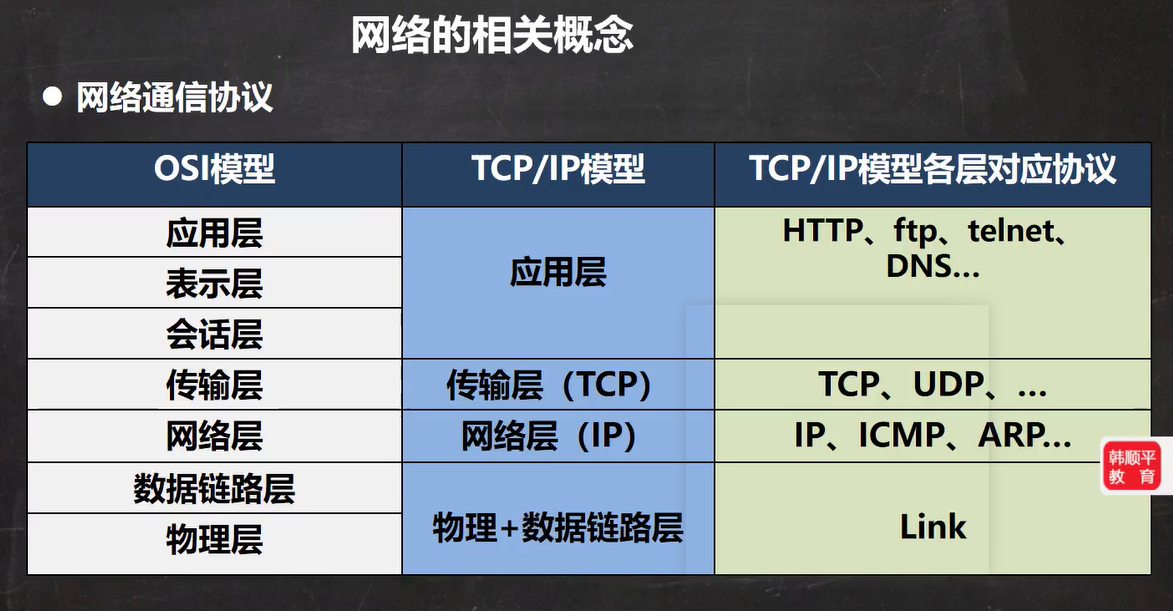 网络的相关概念
● 网络通信协议
OSI模型 TCP/IP模型 TCP/IP模型各层对应协议
应用层
表示层
会话层
应用层
HTTP、ftp、telnet、
DNS...
传输层 传输层（TCP） TCP、UDP、...
网络层 网络层（IP） IP、ICMP、ARP...
数据链路层
物理层
物理+数据链路层
Link
韩顺平
教 育